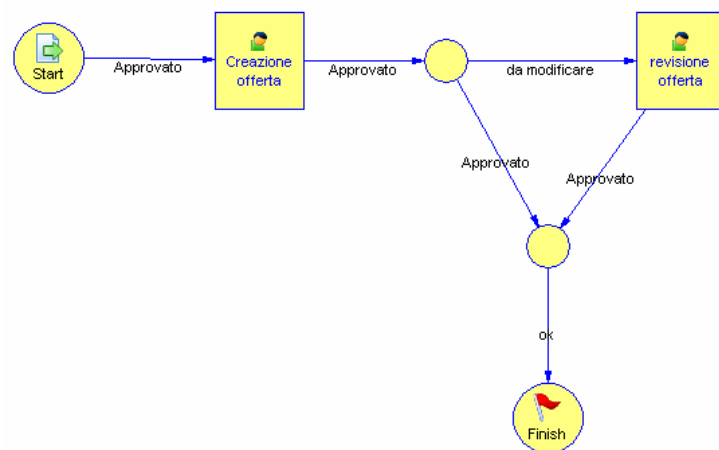 Start
Approvato
Creazione
offerta
Approvato
da modificare
revisione
offerta
Approvato
Approvato
ok
Finish